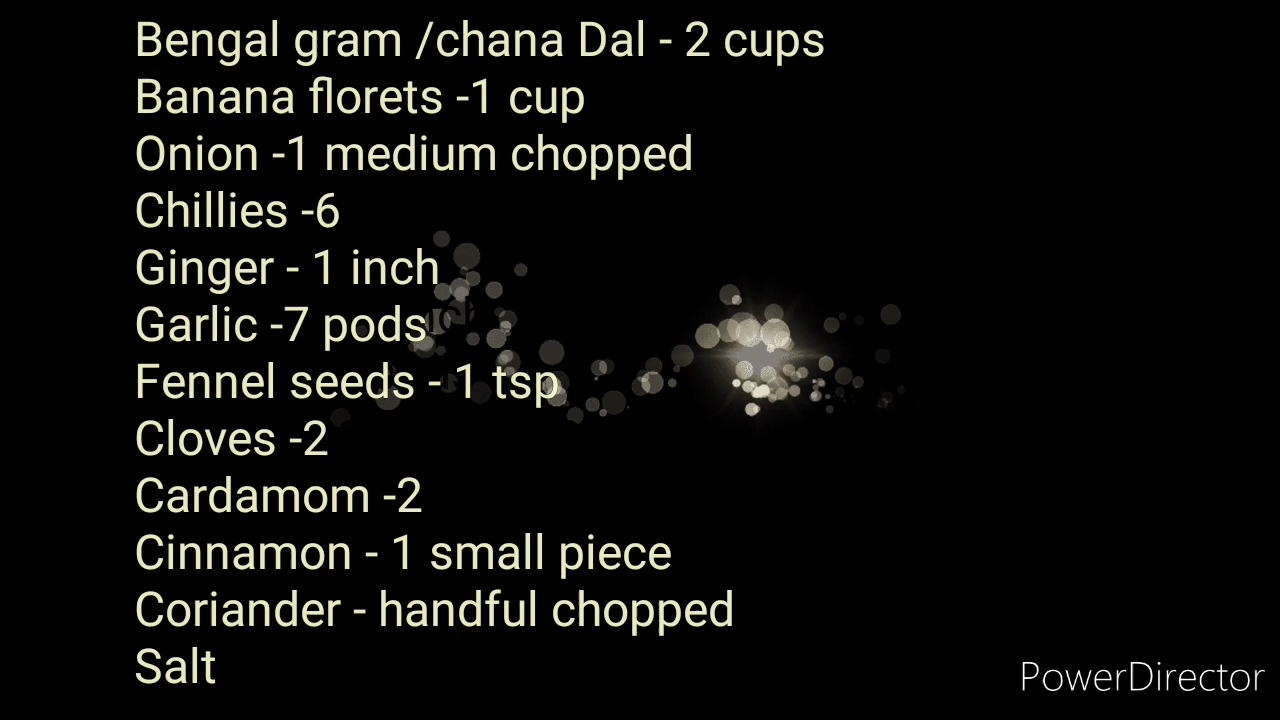 Bengal gram /chana Dal - 2 cups
Banana florets -1 cup
Onion -1 medium chopped
Chillies -6
Ginger - 1 inch
Garlic -7 pods
Fennel seeds - 1 tsp
Cloves -2
Cardamom -2
Cinnamon - 1 small piece
Coriander - handful chopped
Salt
PowerDirector